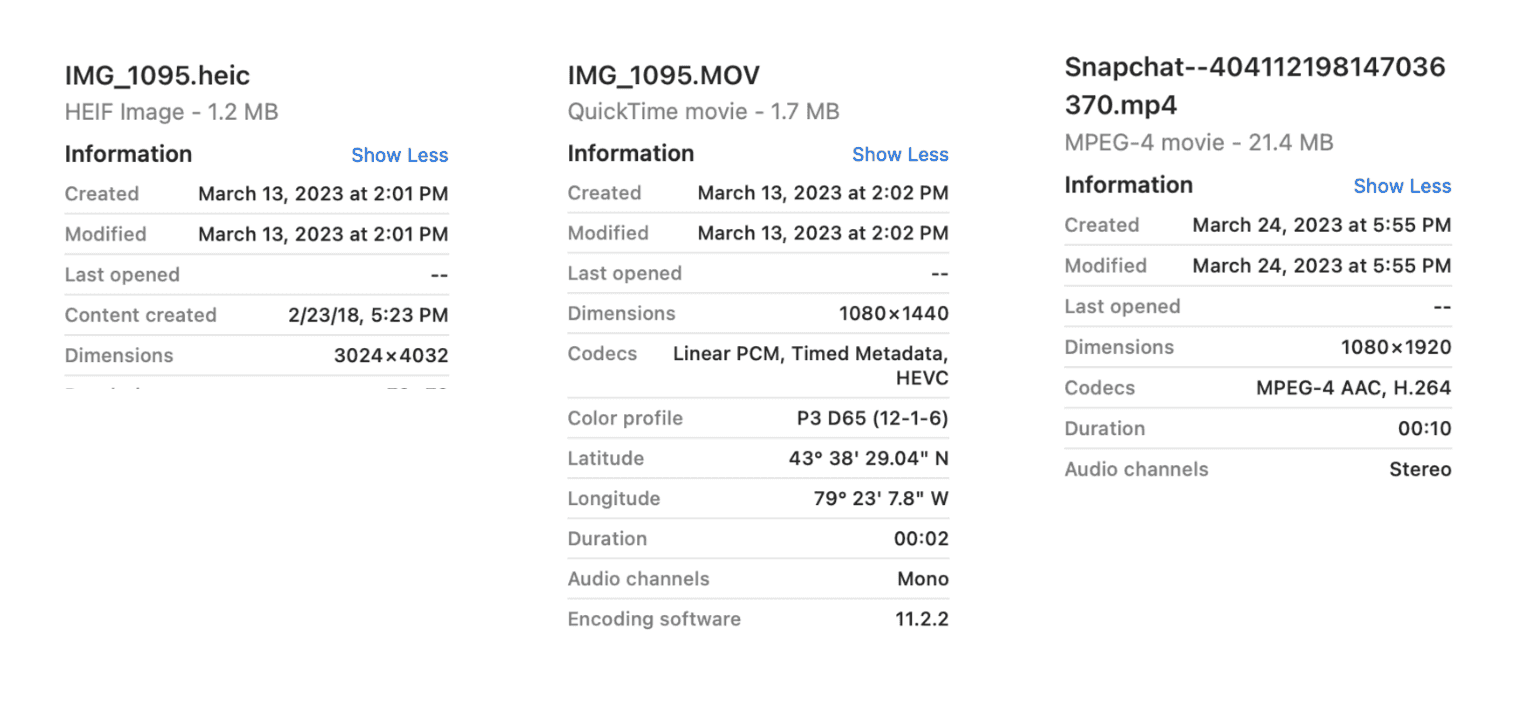 IMG_1095.heic
HEIF Image - 1.2 MB
Information Show Less
Created March 13, 2023 at 2:01 PM
Modified March 13, 2023 at 2:01 PM
Last opened --
Content created 2/23/18, 5:23 PM
Dimensions 3024×4032
IMG_1095.MOV
QuickTime movie - 1.7 MB
Information Show Less
Created March 13, 2023 at 2:02 PM
Modified March 13, 2023 at 2:02 PM
Last opened --
Dimensions 1080×1440
Codecs Linear PCM, Timed Metadata,
HEVC
Color profile P3 D65 (12-1-6)
Latitude 43° 38' 29.04" N
Longitude 79° 23' 7.8" W
Duration 00:02
Audio channels Mono
Encoding software 11.2.2
Snapchat--404112198147036
370.mp4
MPEG-4 movie - 21.4 MB
Information Show Less
Created March 24, 2023 at 5:55 PM
Modified March 24, 2023 at 5:55 PM
Last opened --
Dimensions 1080×1920
Codecs MPEG-4 AAC, H.264
Duration 00:10
Audio channels Stereo